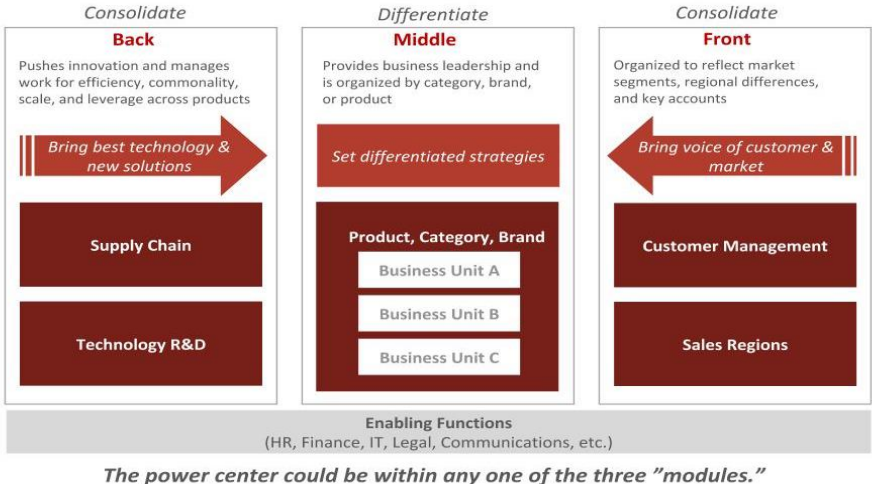 Consolidate
Back
Pushes innovation and manages
work for efficiency, commonality,
scale, and leverage across products
Bring best technology &
new solutions
Supply Chain
Technology R&D
Differentiate
Middle
Provides business leadership and
is organized by category, brand,
or product
Set differentiated strategies
Product, Category, Brand
Business Unit A
Business Unit B
Business Unit C
Consolidate
Front
Organized to reflect market
segments, regional differences,
and key accounts
Bring voice of customer &
market
Customer Management
Sales Regions
Enabling Functions
(HR, Finance, IT, Legal, Communications, etc.)
The power center could be within any one of the three ”modules.”